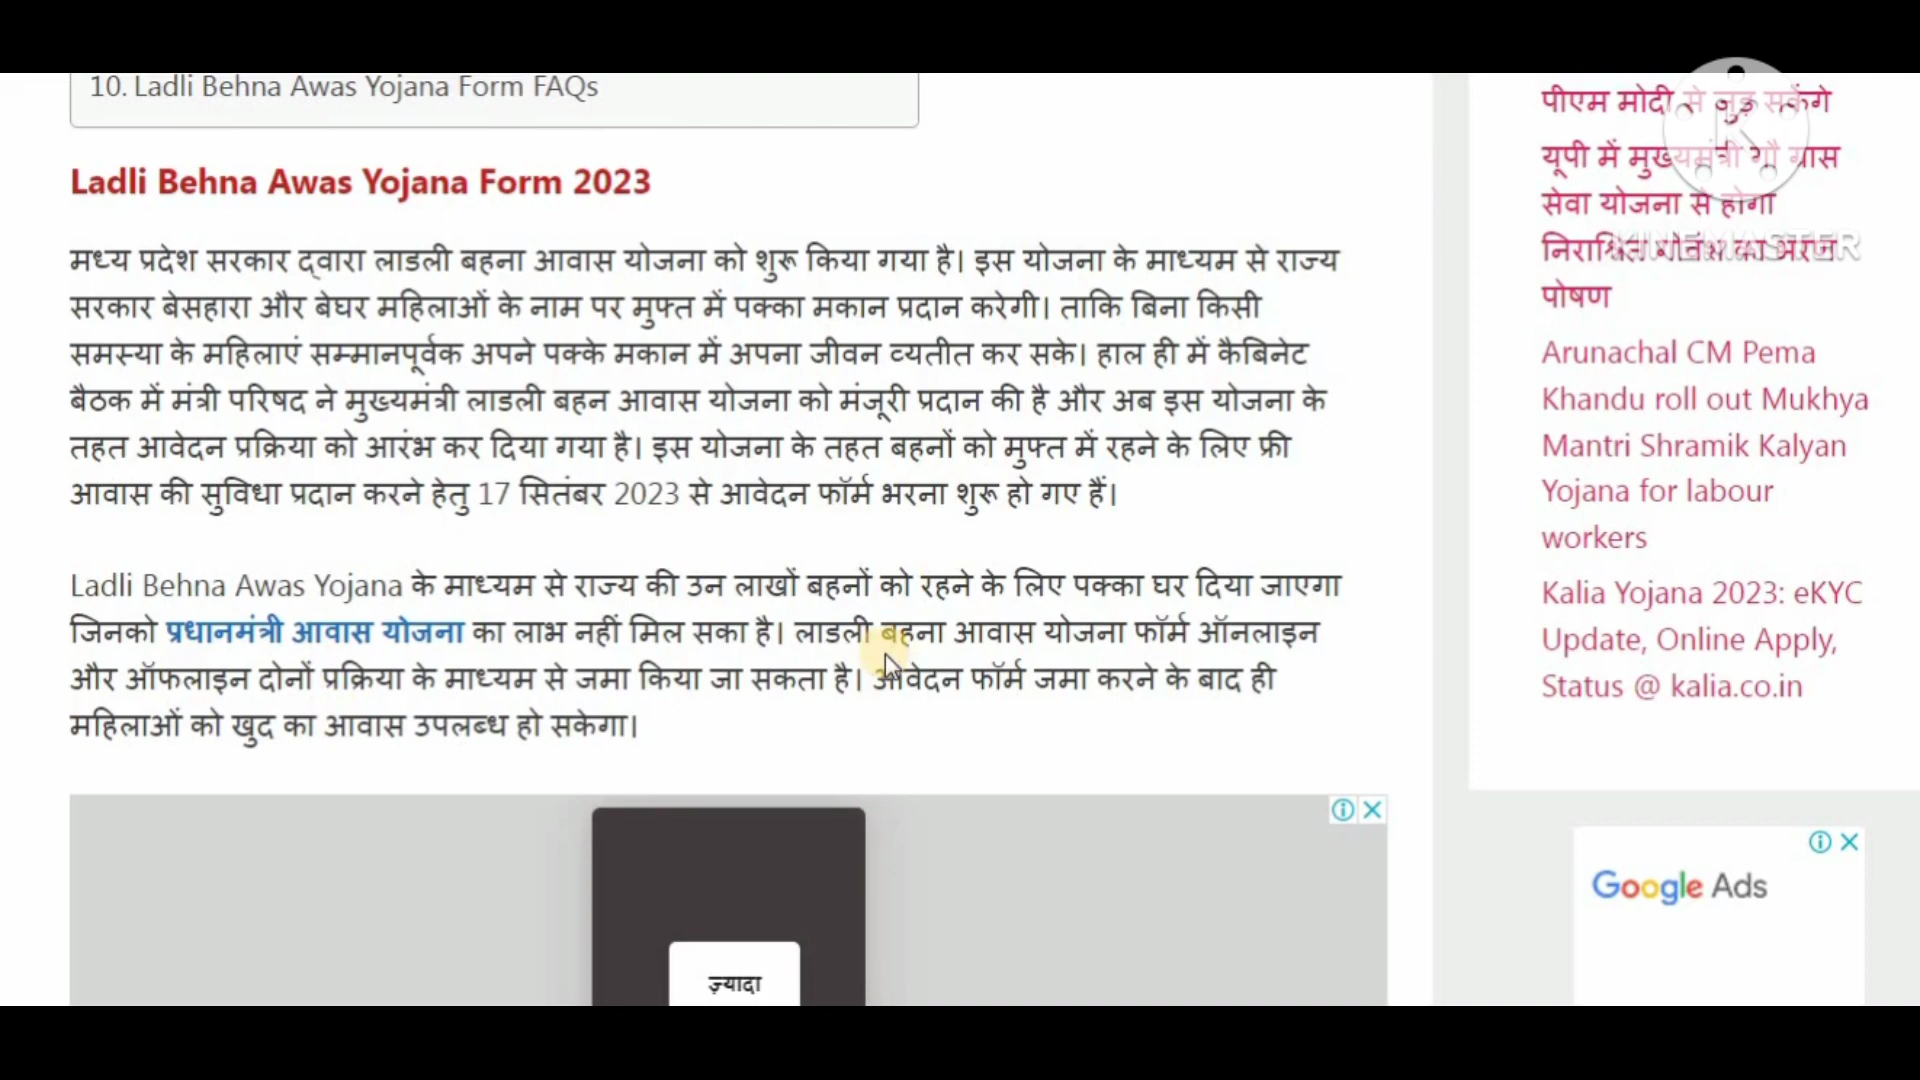 10. Ladli Behna Awas Yojana Form FAQs
Ladli Behna Awas Yojana Form 2023
मध्य प्रदेश सरकार द्वारा लाडली बहना आवास योजना को शुरू किया गया है। इस योजना के माध्यम से राज्य
सरकार बेसहारा और बेघर महिलाओं के नाम पर मुफ्त में पक्का मकान प्रदान करेगी। ताकि बिना किसी
समस्या के महिलाएं सम्मानपूर्वक अपने पक्के मकान में अपना जीवन व्यतीत कर सके। हाल ही में कैबिनेट
बैठक में मंत्री परिषद ने मुख्यमंत्री लाडली बहन आवास योजना को मंजूरी प्रदान की है और अब इस योजना के
तहत आवेदन प्रक्रिया को आरंभ कर दिया गया है। इस योजना के तहत बहनों को मुफ्त में रहने के लिए फ्री
आवास की सुविधा प्रदान करने हेतु 17 सितंबर 2023 से आवेदन फॉर्म भरना शुरू हो गए हैं।
Ladli Behna Awas Yojana के माध्यम से राज्य की उन लाखों बहनों को रहने के लिए पक्का घर दिया जाएगा
जिनको प्रधानमंत्री आवास योजना का लाभ नहीं मिल सका है। लाडली बहना आवास योजना फॉर्म ऑनलाइन
और ऑफलाइन दोनों प्रक्रिया के माध्यम से जमा किया जा सकता है। आवेदन फॉर्म जमा करने के बाद ही
महिलाओं को खुद का आवास उपलब्ध हो सकेगा।
ज़्यादा
पीएम मोदी से जुड़ सकेंगे
यूपी में मुख्यमंत्री गौ ग्रास
सेवा योजना से होगा
निराश्रित गोवंश का भरण
पोषण
Arunachal CM Pema
Khandu roll out Mukhya
Mantri Shramik Kalyan
Yojana for labour
workers
Kalia Yojana 2023: eKYC
Update, Online Apply,
Status @ kalia.co.in
Google Ads
KINEMASTER